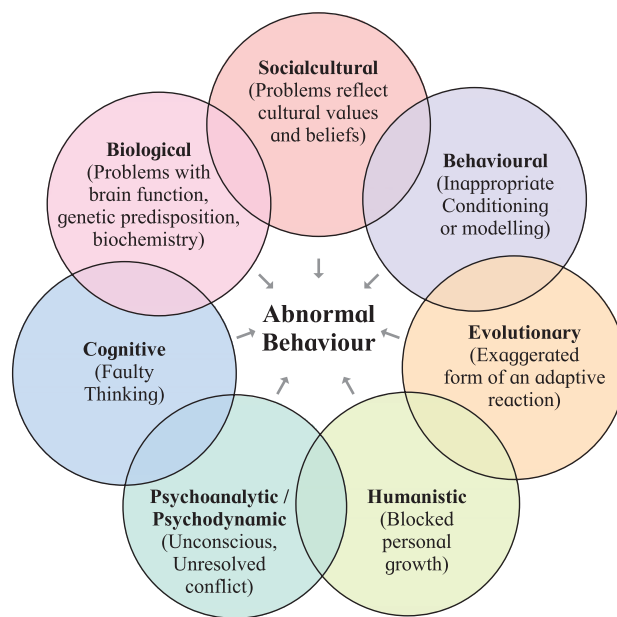 Socialcultural
(Problems reflect
cultural values
and beliefs)
Biological
(Problems with
brain function,
genetic predisposition,
biochemistry)
Behavioural
(Inappropriate
Conditioning
or modelling)
Abnormal
Behaviour
Cognitive
(Faulty
Thinking)
Evolutionary
(Exaggerated
form of an adaptive
reaction)
Psychoanalytic /
Psychodynamic
(Unconscious,
Unresolved
conflict)
Humanistic
(Blocked
personal
growth)